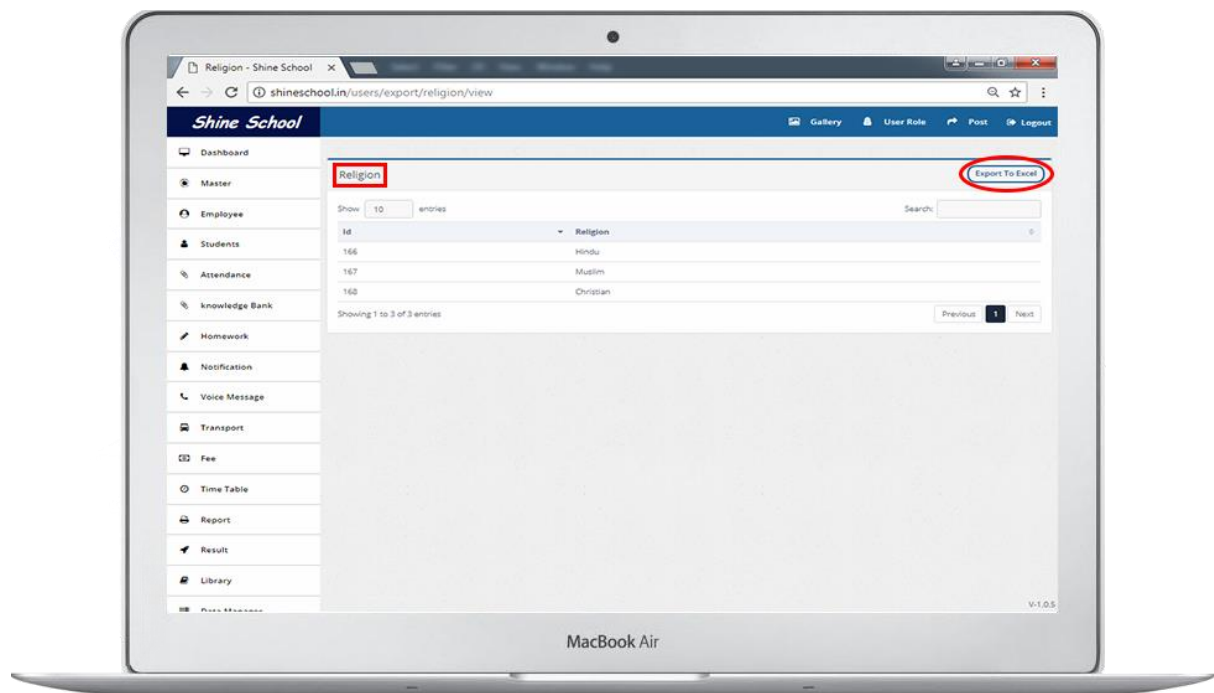 Religion - Shine School
shineschool.in/users/export/religion/view
Shine School
Gallery User Role Post Logout
Dashboard
Master
Employee
Students
Attendance
knowledge Bank
Homework
Notification
Voice Message
Transport
Fee
Time Table
Report
Result
Library
Religion Export To Excel
Show 10 entries Search:
Id Religion
166 Hindu
167 Muslim
168 Christian
Showing 1 to 3 of 3 entries Previous 1 Next
V-1.0.5
MacBook Air